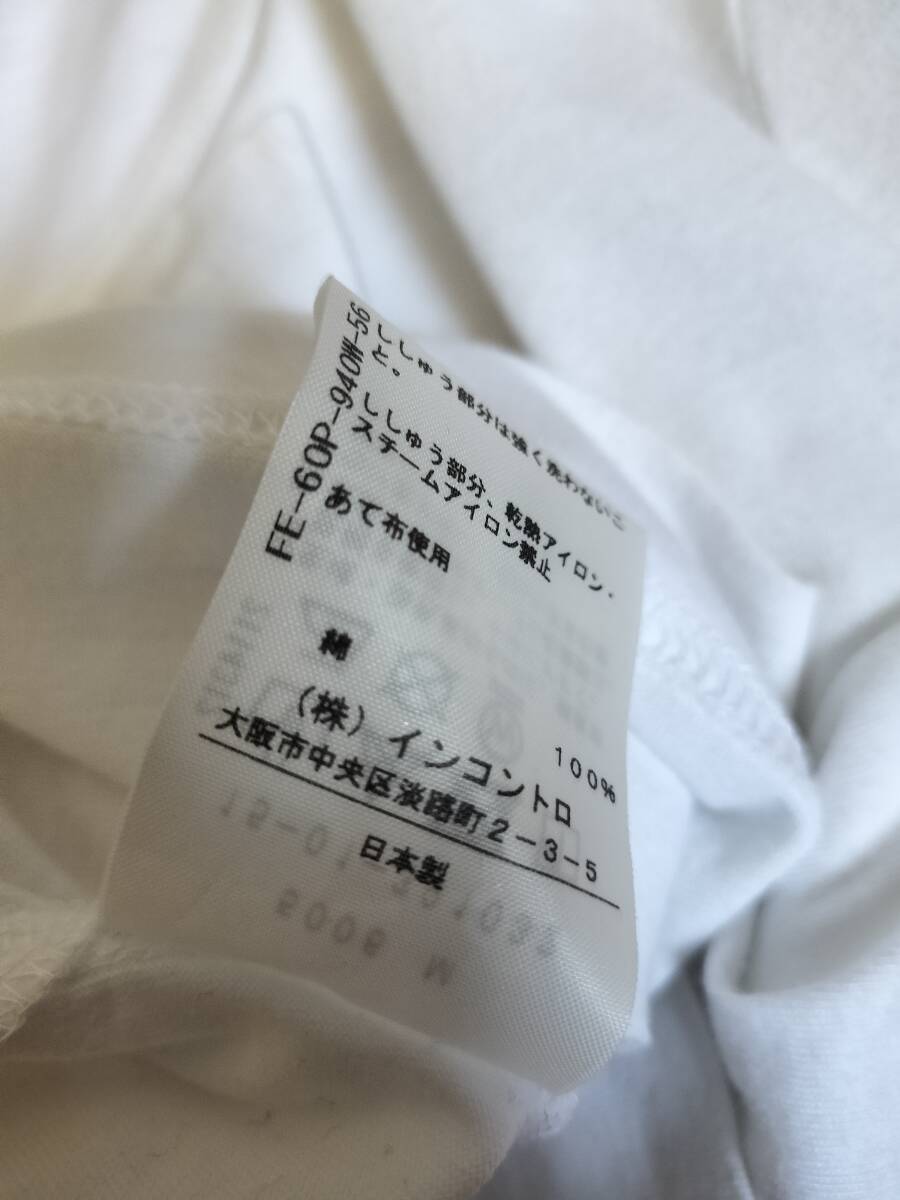 FE-60P-940W-56
ししゅう部分は強く洗わないこ
と。
ししゅう部分、乾熱アイロン・
スチームアイロン禁止
あて布使用
綿 100%
(株) インコントロ
大阪市中央区淡路町2-3-5
日本製